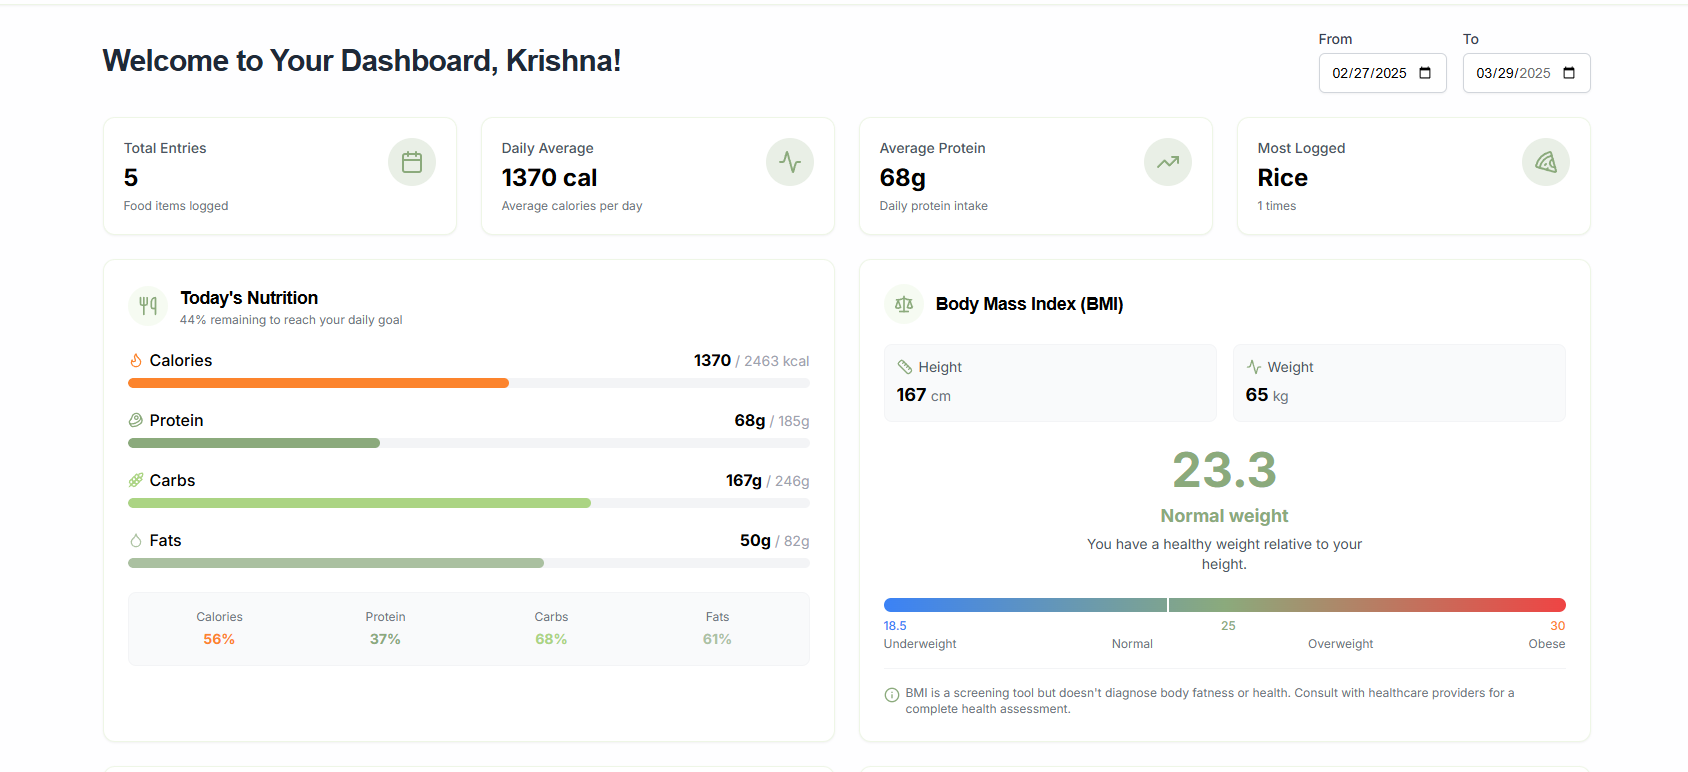 Welcome to Your Dashboard, Krishna!
From
To
02/27/2025
03/29/2025
Total Entries
5
Food items logged
Daily Average
1370 cal
Average calories per day
Average Protein
68g
Daily protein intake
Most Logged
Rice
1 times
Today's Nutrition
44% remaining to reach your daily goal
Calories
1370 / 2463 kcal
Protein
68g / 185g
Carbs
167g / 246g
Fats
50g / 82g
Calories Protein Carbs Fats
56% 37% 68% 61%
Body Mass Index (BMI)
Height
167 cm
Weight
65 kg
23.3
Normal weight
You have a healthy weight relative to your
height.
18.5 25 30
Underweight Normal Overweight Obese
BMI is a screening tool but doesn't diagnose body fatness or health. Consult with healthcare providers for a
complete health assessment.